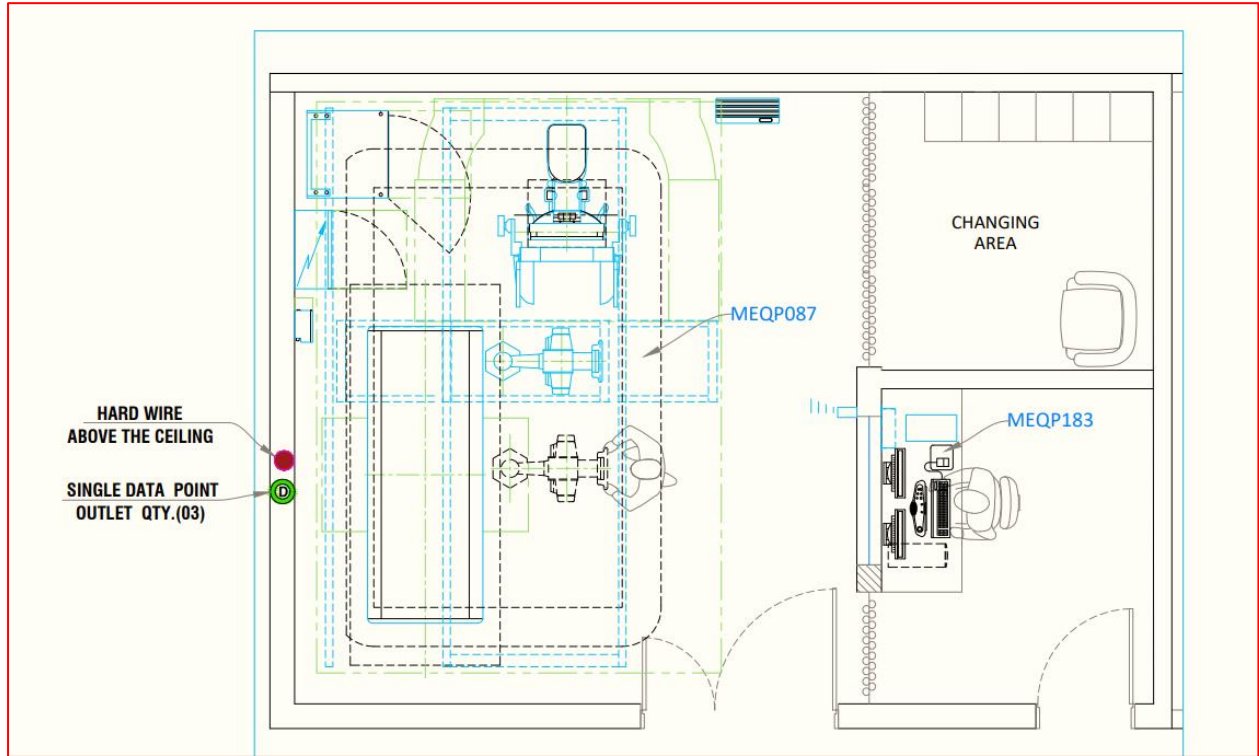 CHANGING
AREA
MEQP087
MEQP183
HARD WIRE
ABOVE THE CEILING
SINGLE DATA POINT
D
OUTLET QTY.(03)